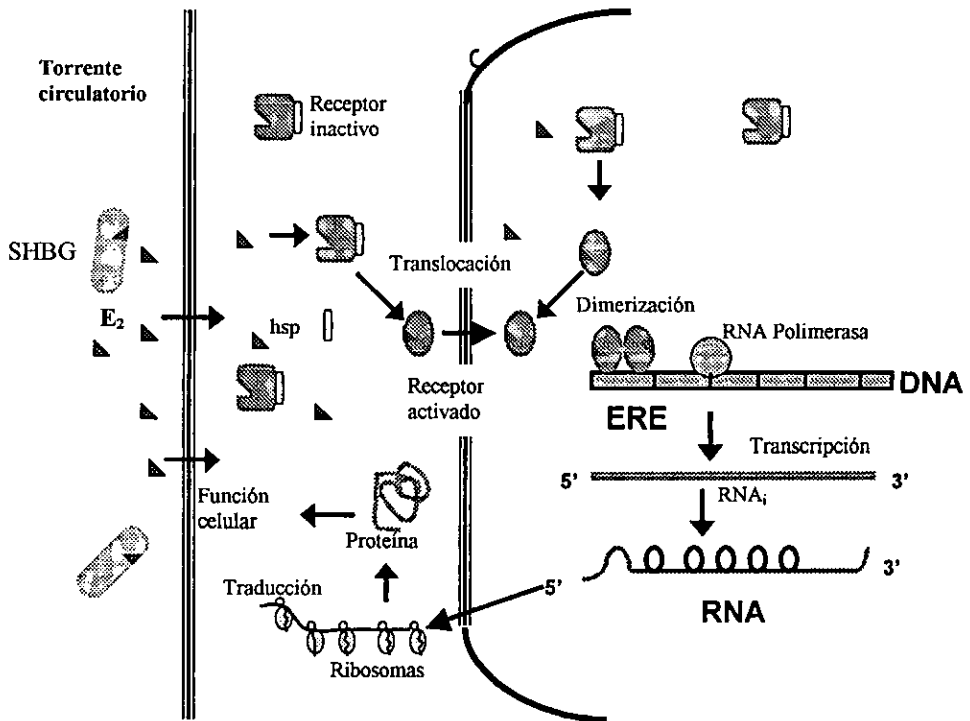 Torrente
circulatorio
Receptor
inactivo
SHBG
E₂
hsp
Translocación
Receptor
activado
Dimerización
RNA Polimerasa
DNA
ERE
Transcripción
5’
3’
RNAᵢ
5’
3’
RNA
Función
celular
Proteína
Traducción
Ribosomas